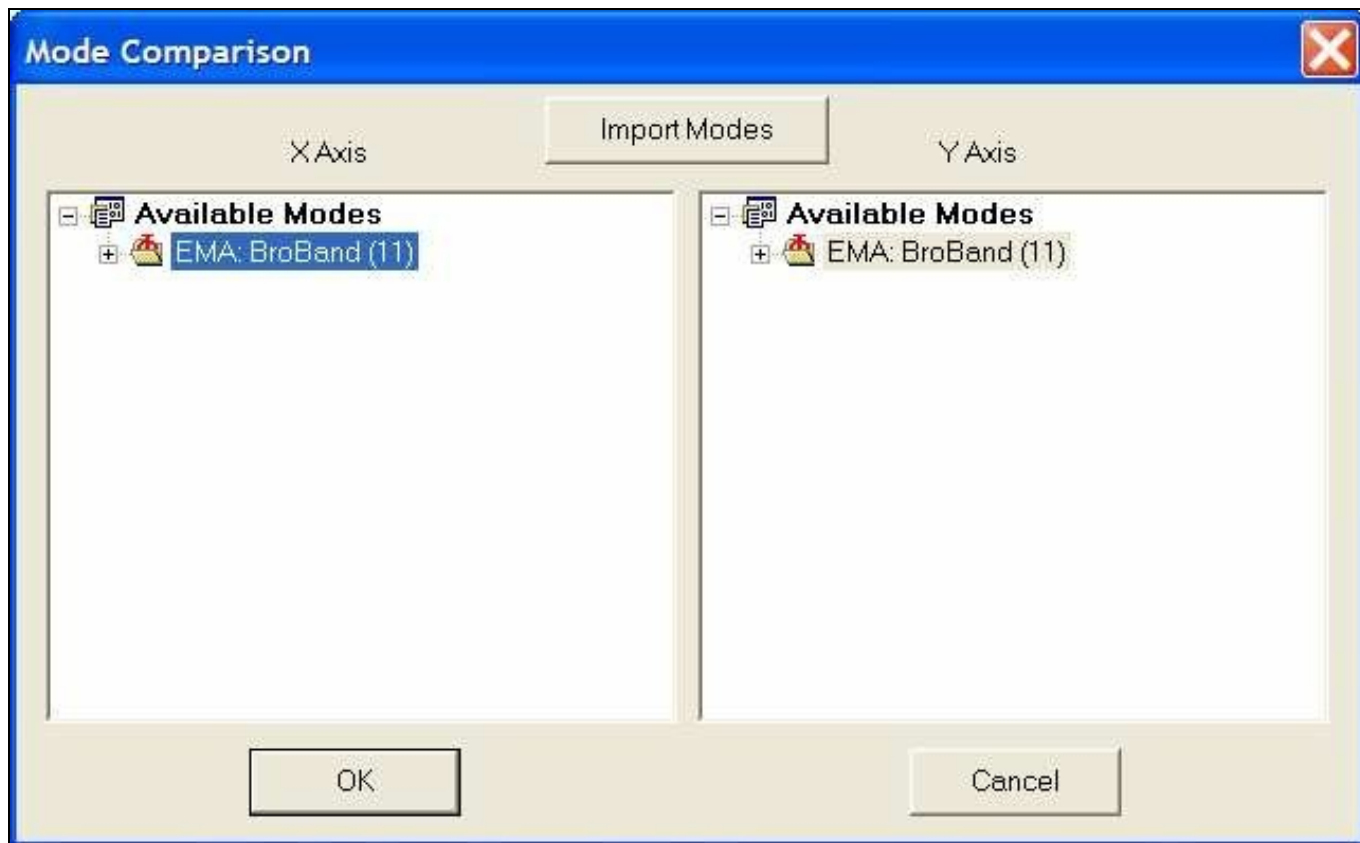 Mode Comparison
Import Modes
X Axis
Y Axis
Available Modes
EMA: BroBand (11)
Available Modes
EMA: BroBand (11)
OK
Cancel